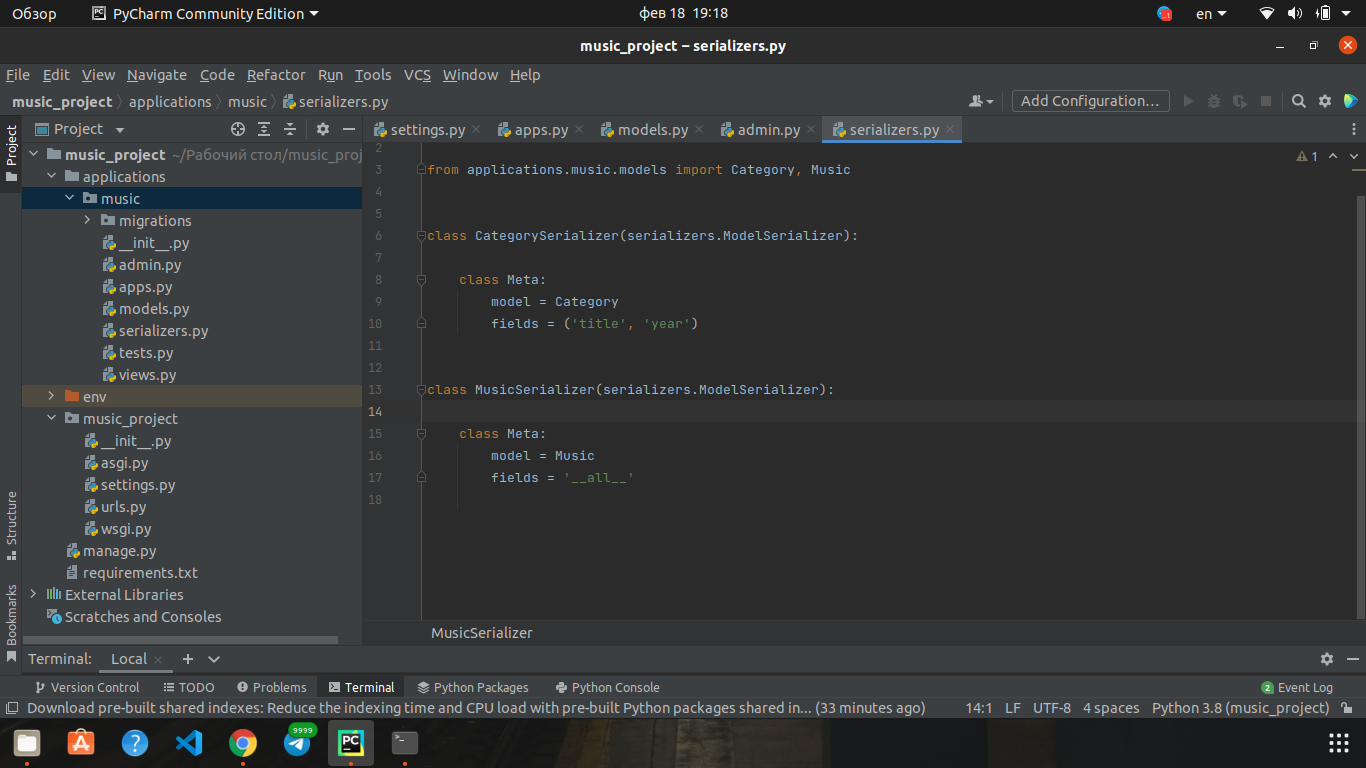 Обзор PyCharm Community Edition фев 18 19:18 1 en
music_project – serializers.py
File Edit View Navigate Code Refactor Run Tools VCS Window Help
music_project applications music serializers.py Add Configuration...
Project settings.py apps.py models.py admin.py serializers.py
Project
music_project ~/Рабочий стол/music_proj
applications
music
migrations
__init__.py
admin.py
apps.py
models.py
serializers.py
tests.py
views.py
env
music_project
__init__.py
asgi.py
settings.py
urls.py
wsgi.py
manage.py
requirements.txt
External Libraries
Scratches and Consoles
Structure
Bookmarks
1
2
3 from applications.music.models import Category, Music
4
5
6 class CategorySerializer(serializers.ModelSerializer):
7
8 class Meta:
9 model = Category
10 fields = ('title', 'year')
11
12
13 class MusicSerializer(serializers.ModelSerializer):
14
15 class Meta:
16 model = Music
17 fields = '__all__'
18
MusicSerializer
Terminal: Local
Version Control TODO Problems Terminal Python Packages Python Console 2 Event Log
Download pre-built shared indexes: Reduce the indexing time and CPU load with pre-built Python packages shared in... (33 minutes ago) 14:1 LF UTF-8 4 spaces Python 3.8 (music_project)
9999